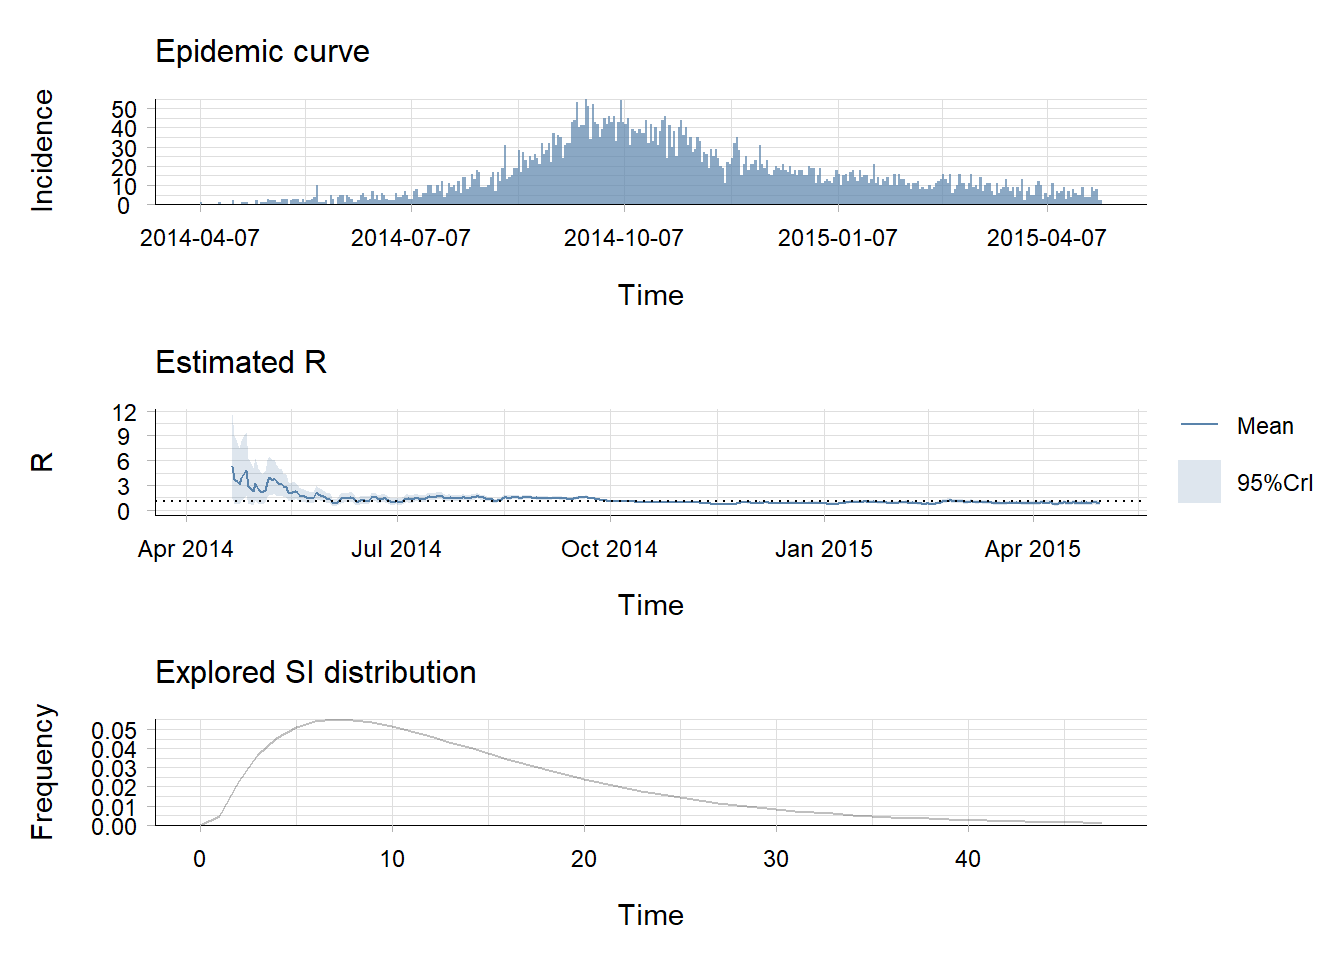 Epidemic curve
Incidence
50
40
30
20
10
0
2014-04-07 2014-07-07 2014-10-07 2015-01-07 2015-04-07
Time
Estimated R
R
12
9
6
3
0
Apr 2014 Jul 2014 Oct 2014 Jan 2015 Apr 2015
Time
Mean
95%CrI
Explored SI distribution
Frequency
0.05
0.04
0.03
0.02
0.01
0.00
0 10 20 30 40
Time